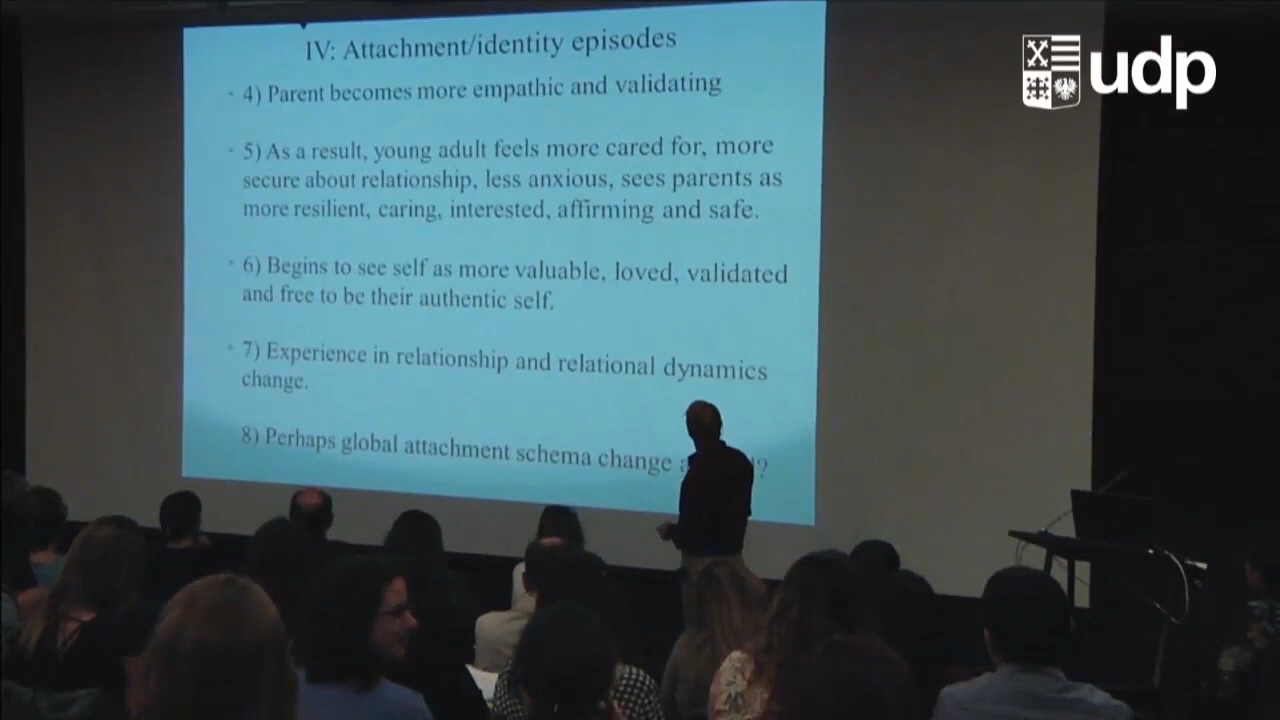 IV: Attachment/identity episodes
4) Parent becomes more empathic and validating
5) As a result, young adult feels more cared for, more
secure about relationship, less anxious, sees parents as
more resilient, caring, interested, affirming and safe.
6) Begins to see self as more valuable, loved, validated
and free to be their authentic self.
7) Experience in relationship and relational dynamics
change.
8) Perhaps global attachment schema change
udp